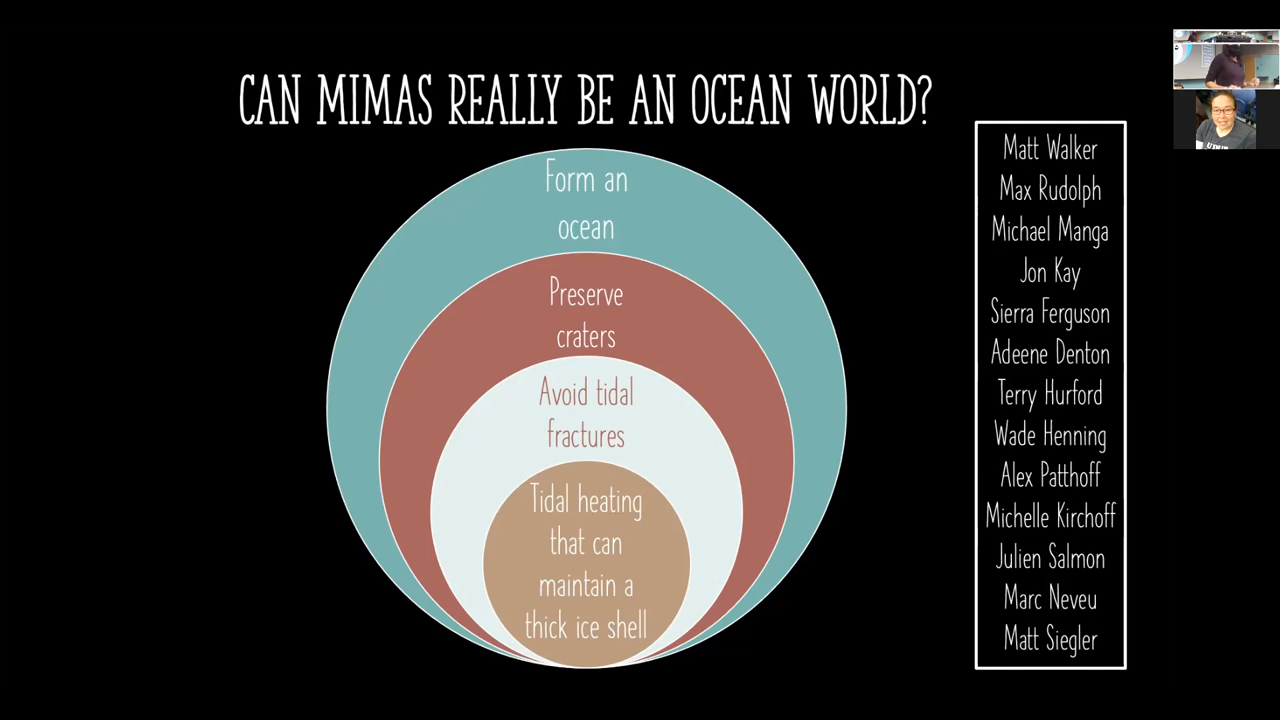 CAN MIMAS REALLY BE AN OCEAN WORLD?
Form an
ocean
Preserve
craters
Avoid tidal
fractures
Tidal heating
that can
maintain a
thick ice shell
Matt Walker
Max Rudolph
Michael Manga
Jon Kay
Sierra Ferguson
Adeene Denton
Terry Hurford
Wade Henning
Alex Patthoff
Michelle Kirchoff
Julien Salmon
Marc Neveu
Matt Siegler